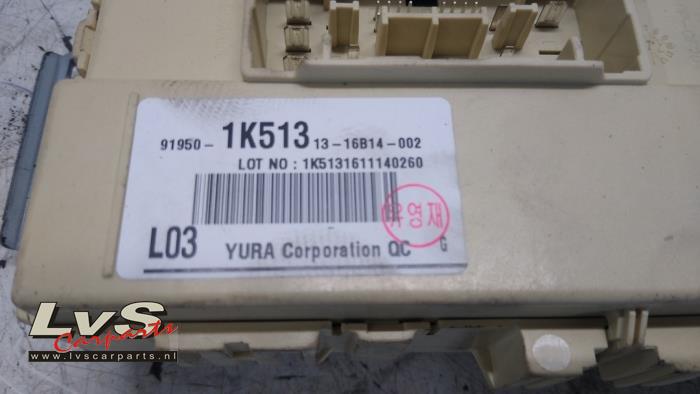 91950- 1K513 13-16B14-002
LOT NO : 1K5131611140260
유영재
L03 YURA Corporation QC G
LvS
Carparts
www.lvscarparts.nl